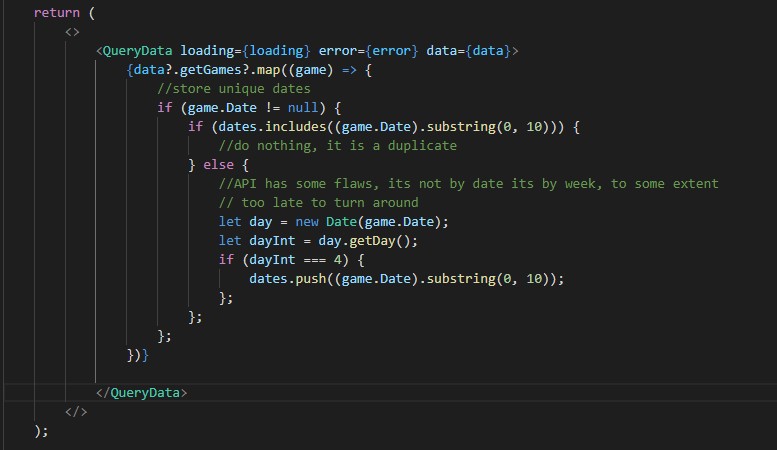 return (
<>
<QueryData loading={loading} error={error} data={data}>
{data?.getGames?.map((game) => {
//store unique dates
if (game.Date != null) {
if (dates.includes((game.Date).substring(0, 10))) {
//do nothing, it is a duplicate
} else {
//API has some flaws, its not by date its by week, to some extent
// too late to turn around
let day = new Date(game.Date);
let dayInt = day.getDay();
if (dayInt === 4) {
dates.push((game.Date).substring(0, 10));
};
};
};
})}
</QueryData>
</>
);